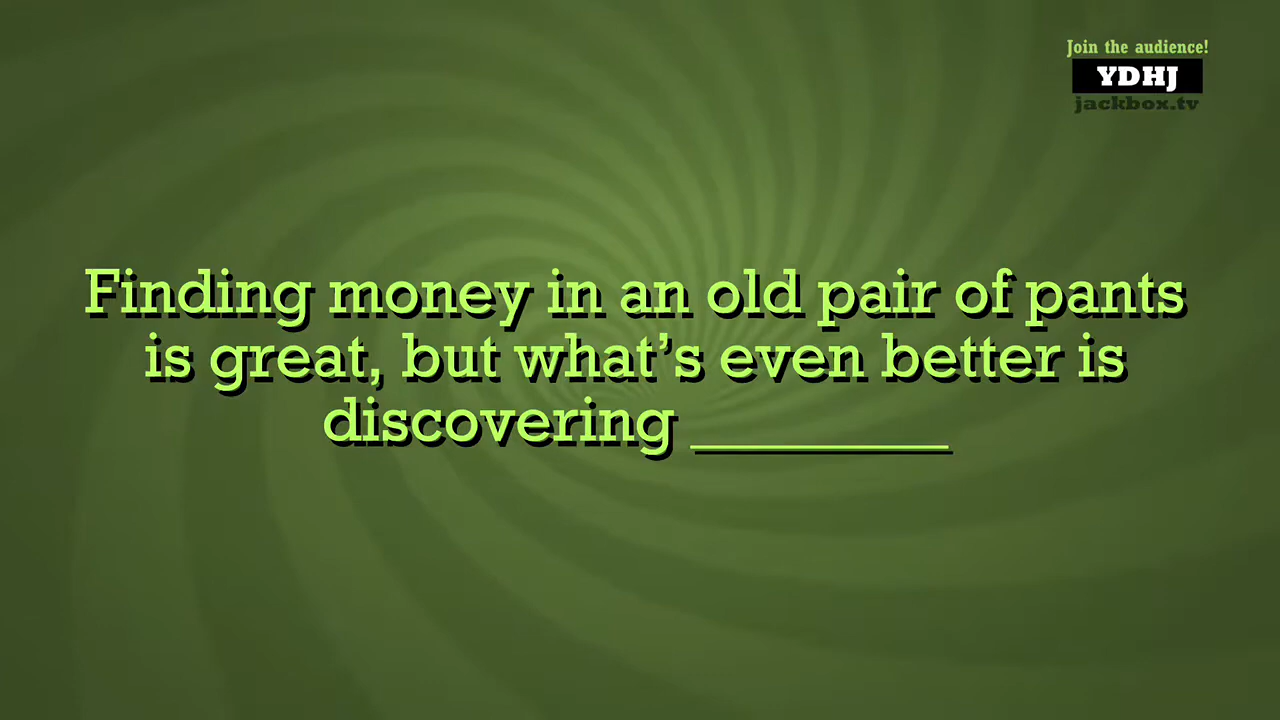 Join the audience!
YDHJ
jackbox.tv
Finding money in an old pair of pants
is great, but what's even better is
discovering ________